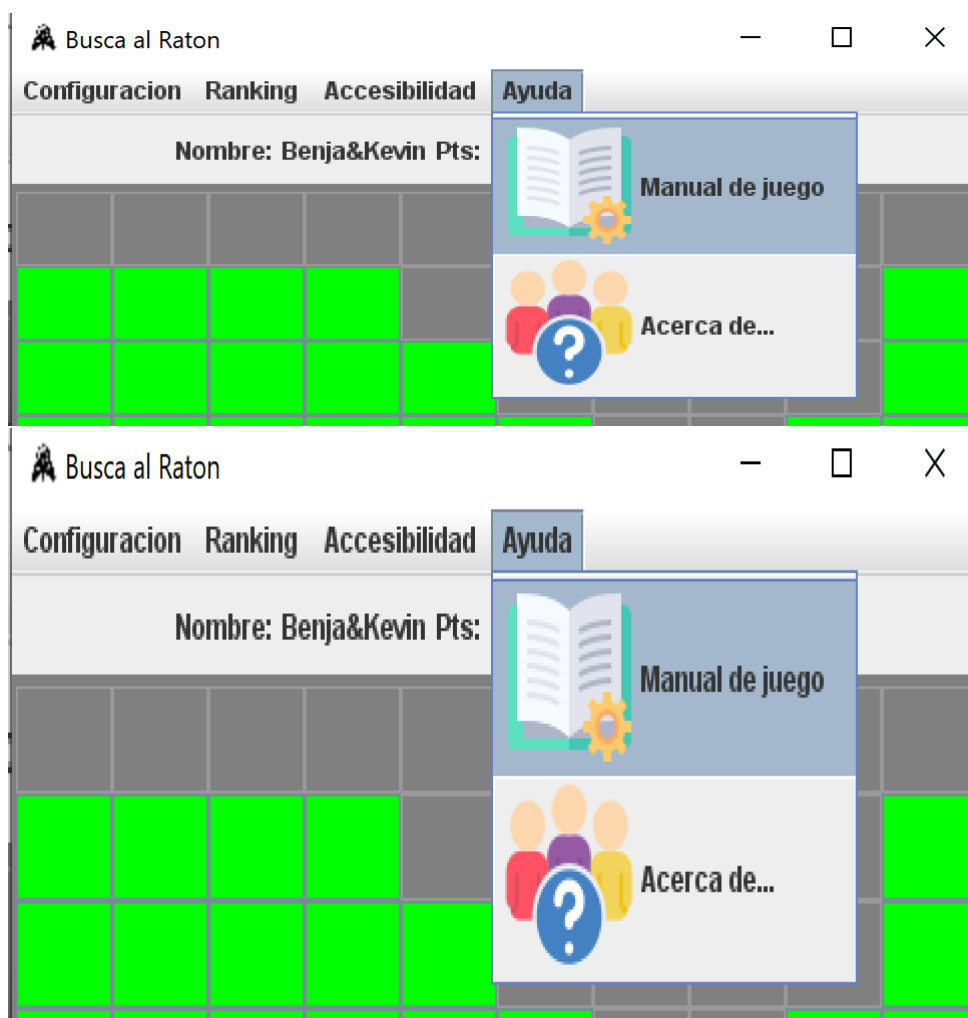 Busca al Raton
Configuracion Ranking Accesibilidad Ayuda
Nombre: Benja&Kevin Pts:
Manual de juego
?
Acerca de...
Busca al Raton
Configuracion Ranking Accesibilidad Ayuda
Nombre: Benja&Kevin Pts:
Manual de juego
?
Acerca de...